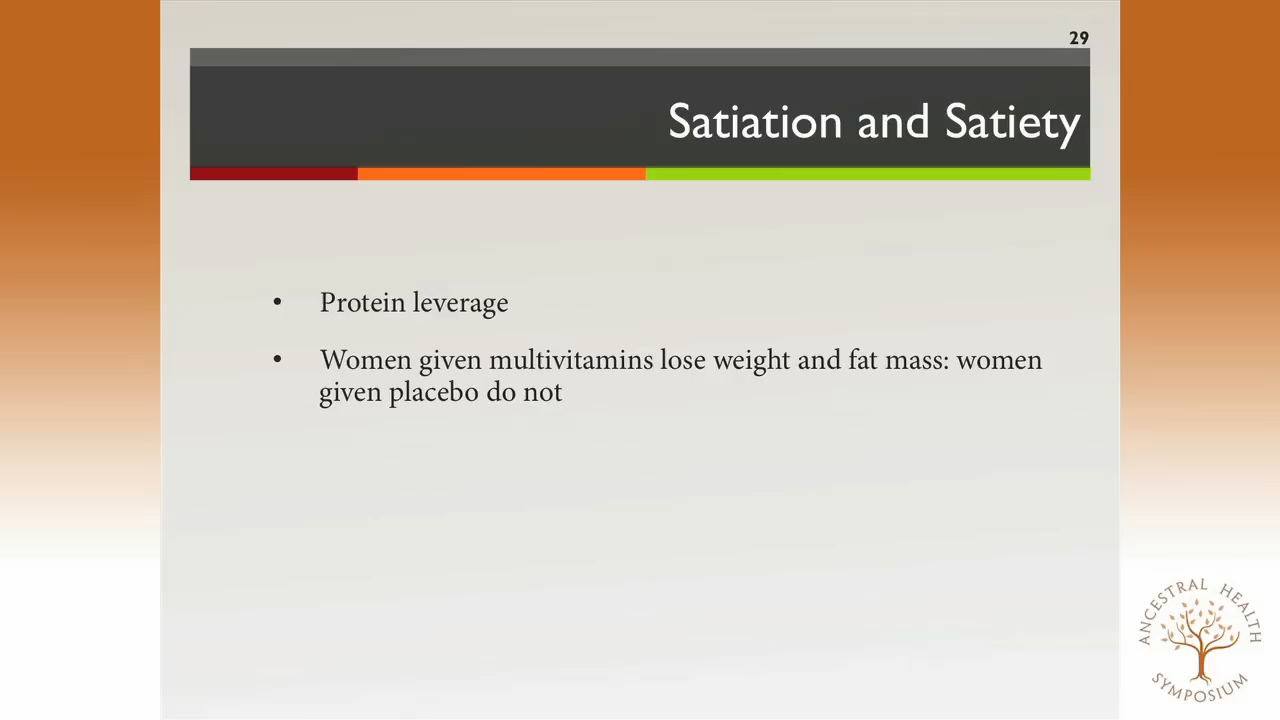 29
Satiation and Satiety
• Protein leverage
• Women given multivitamins lose weight and fat mass: women
given placebo do not
ANCESTRAL HEALTH
SYMPOSIUM